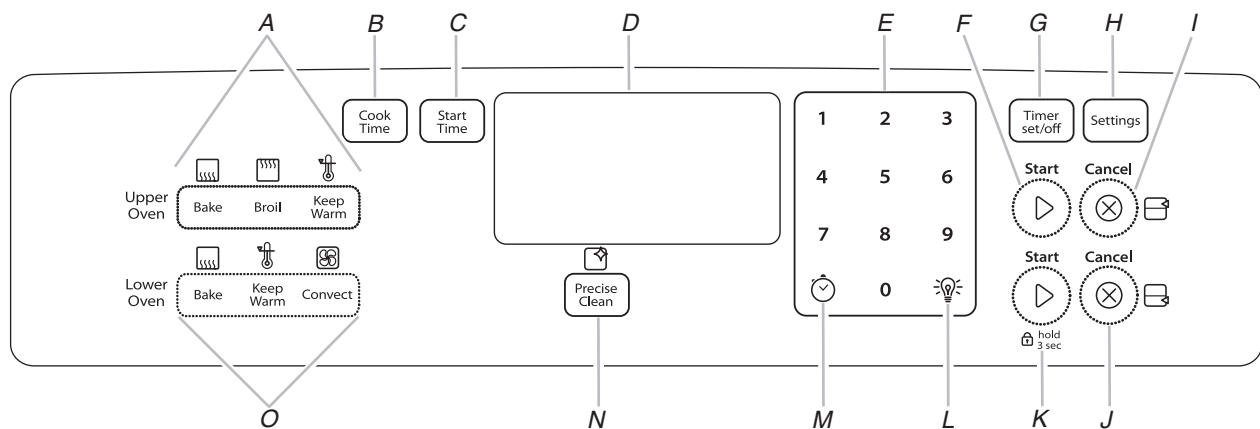 A
B
C
D
E
F
G
H
I
Cook
Time
Start
Time
1 2 3
4 5 6
7 8 9
0
Timer
set/off
Settings
Upper
Oven
Bake
Broil
Keep
Warm
Lower
Oven
Bake
Keep
Warm
Convect
Precise
Clean
Start
Cancel
Start
Cancel
hold
3 sec
O
N
M
L
K
J